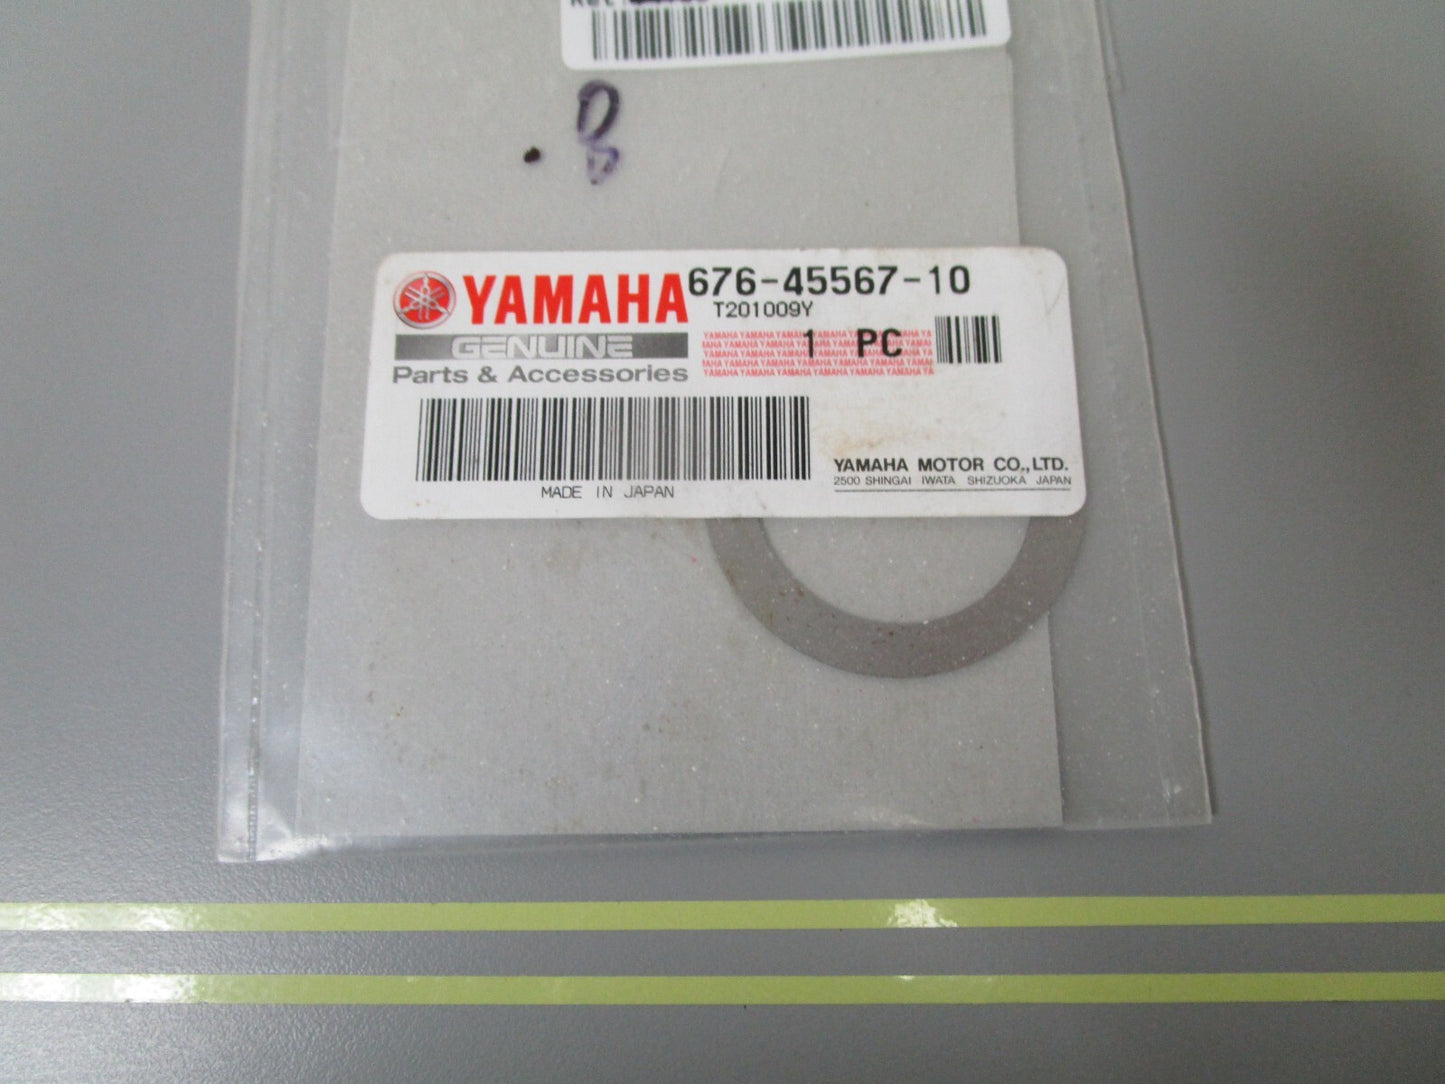 YAMAHA 676-45567-10
T201009Y
GENUINE
1 PC
Parts & Accessories
MADE IN JAPAN
YAMAHA MOTOR CO.,LTD.
2500 SHINGAI IWATA SHIZUOKA JAPAN